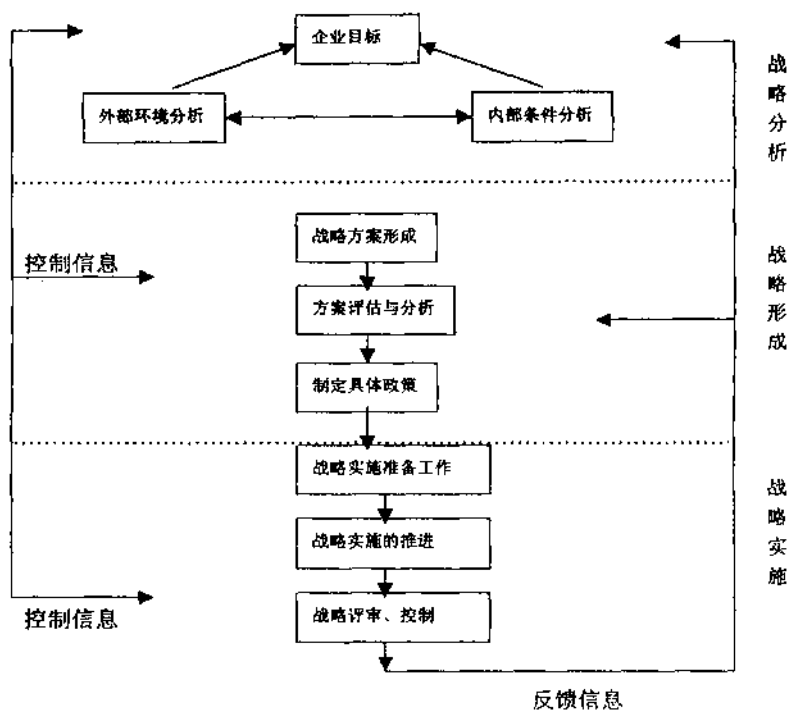 企业目标
外部环境分析
内部条件分析
战略分析
战略方案形成
控制信息
方案评估与分析
战略形成
制定具体政策
战略实施准备工作
战略实施的推进
战略实施
战略评审、控制
控制信息
反馈信息